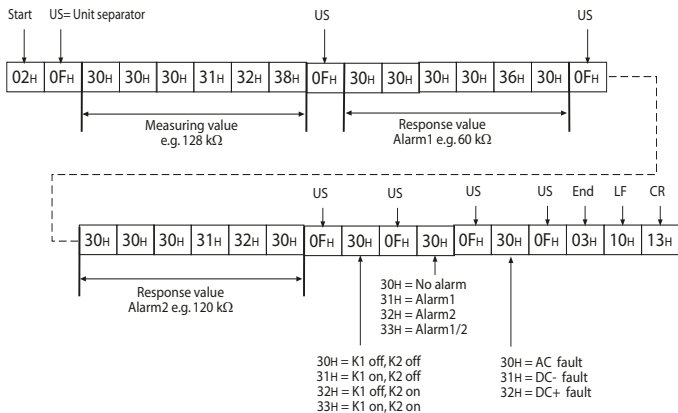 Start US= Unit separator US US
02H 0FH 30H 30H 30H 31H 32H 38H 0FH 30H 30H 30H 30H 36H 30H 0FH
Measuring value
e.g. 128 kΩ
Response value
Alarm1 e.g. 60 kΩ
US US US US End LF CR
30H 30H 30H 31H 32H 30H 0FH 30H 0FH 30H 0FH 30H 0FH 03H 10H 13H
Response value
Alarm2 e.g. 120 kΩ
30H = No alarm
31H = Alarm1
32H = Alarm2
33H = Alarm1/2
30H = K1 off, K2 off
31H = K1 on, K2 off
32H = K1 off, K2 on
33H = K1 on, K2 on
30H = AC fault
31H = DC- fault
32H = DC+ fault